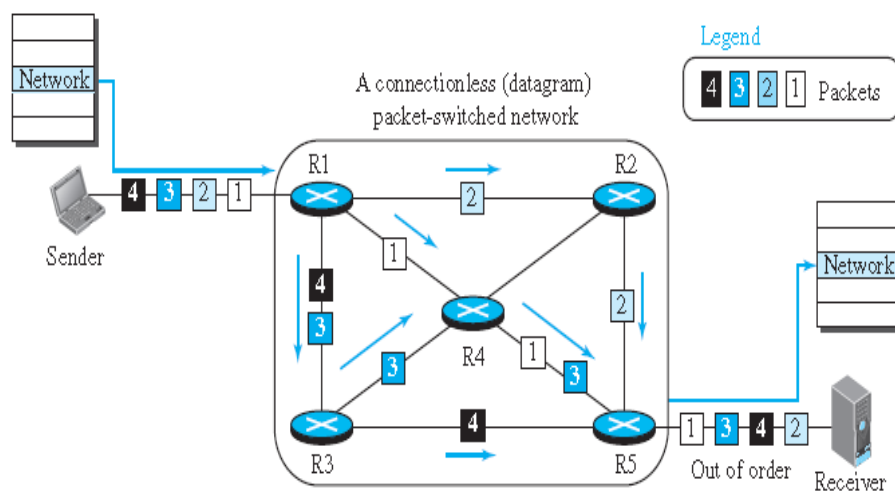 Legend
4 3 2 1 Packets
Network
A connectionless (datagram)
packet-switched network
R1
R2
4 3 2 1
2
Sender
1
Network
4
3
2
R4
1
3
3
4
R3
R5
1 3 4 2
Out of order
Receiver